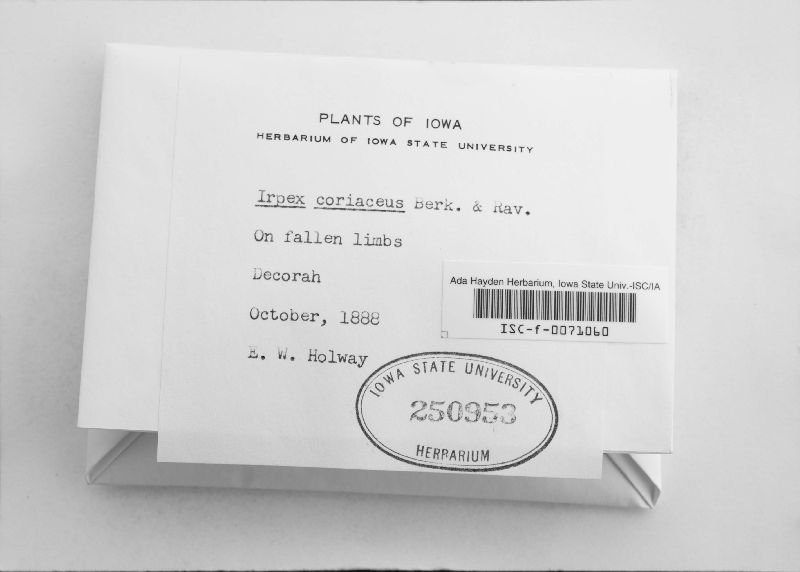 PLANTS OF IOWA
HERBARIUM OF IOWA STATE UNIVERSITY
Irpex coriaceus Berk. & Rav.
On fallen limbs
Decorah
October, 1888
E. W. Holway
Ada Hayden Herbarium, Iowa State Univ.-ISC/IA
ISC-f-0071060
IOWA STATE UNIVERSITY
250953
HERBARIUM